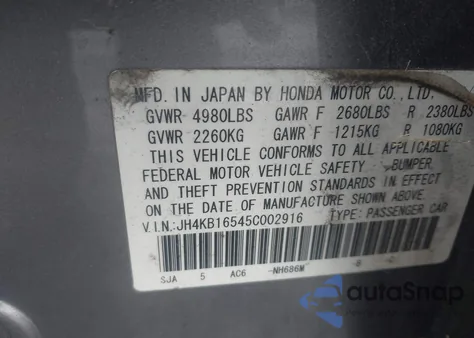 MFD. IN JAPAN BY HONDA MOTOR CO., LTD.
GVWR 4980LBS GAWR F 2680LBS R 2380LBS
GVWR 2260KG GAWR F 1215KG R 1080KG
THIS VEHICLE CONFORMS TO ALL APPLICABLE
FEDERAL MOTOR VEHICLE SAFETY, BUMPER,
AND THEFT PREVENTION STANDARDS IN EFFECT
ON THE DATE OF MANUFACTURE SHOWN ABOVE.
V.I.N.:JH4KB16545C002916 TYPE: PASSENGER CAR
SJA 5 AC6 -NH686M -B
autoSnap